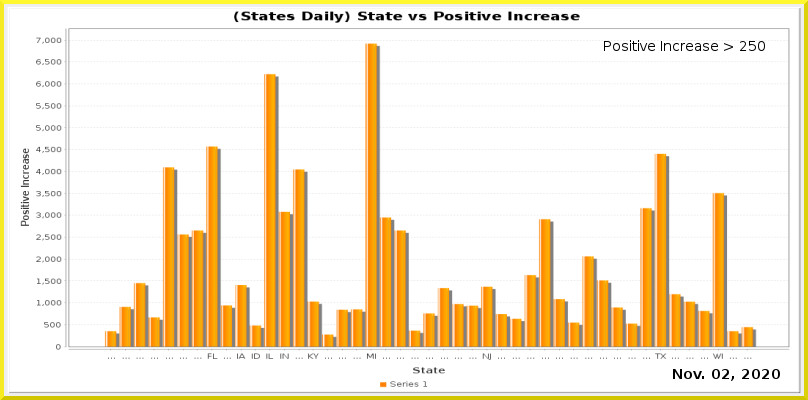 (States Daily) State vs Positive Increase
Positive Increase > 250
7,000
6,500
6,000
5,500
5,000
4,500
4,000
3,500
3,000
2,500
2,000
1,500
1,000
500
0
Positive Increase
... ... ... ... ... ... ... FL ... IA ID IL IN ... KY ... ... ... MI ... ... ... ... ... ... ... NJ ... ... ... ... ... ... ... ... ... ... ... TX ... ... ... WI ... ...
State
Series 1
Nov. 02, 2020